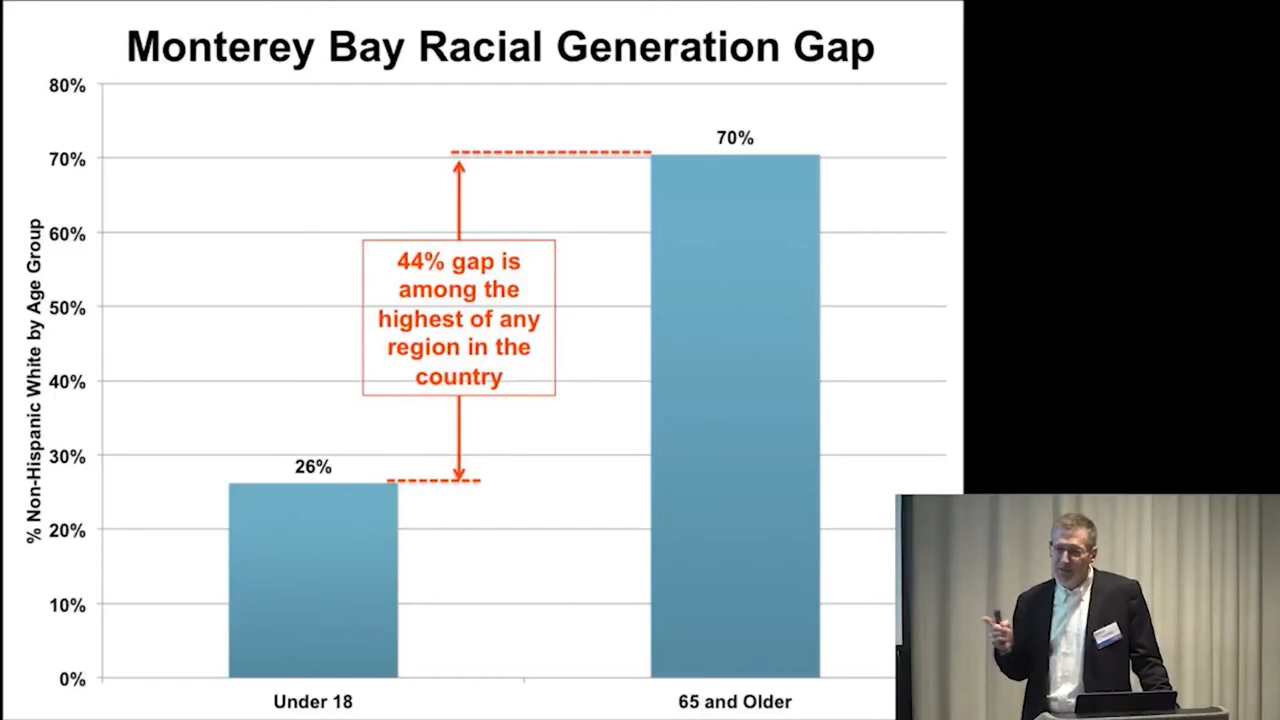 Monterey Bay Racial Generation Gap
% Non-Hispanic White by Age Group
80%
70%
60%
50%
40%
30%
20%
10%
0%
26%
70%
44% gap is
among the
highest of any
region in the
country
Under 18
65 and Older